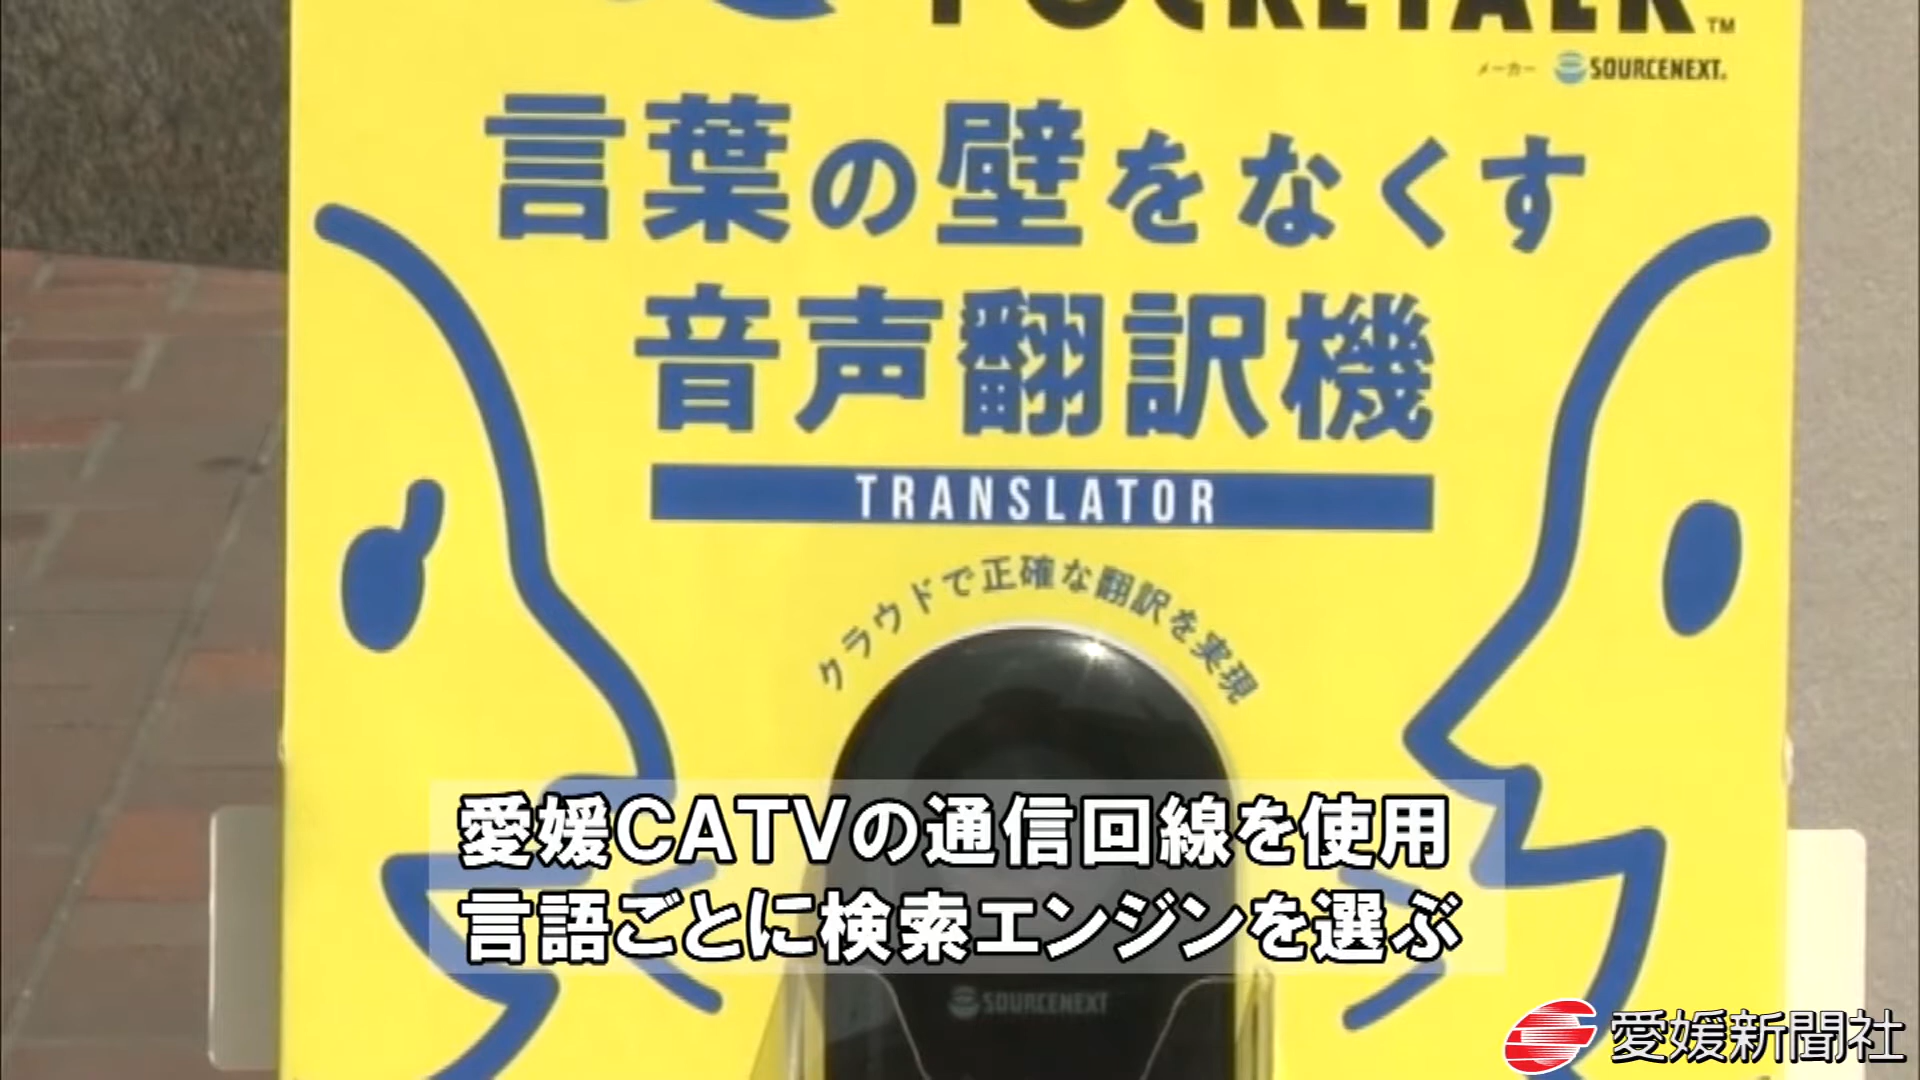 POCKETALK™
メーカー SOURCENEXT.
言葉の壁をなくす
音声翻訳機
TRANSLATOR
クラウドで正確な翻訳を実現
愛媛CATVの通信回線を使用
言語ごとに検索エンジンを選ぶ
SOURCENEXT
愛媛新聞社